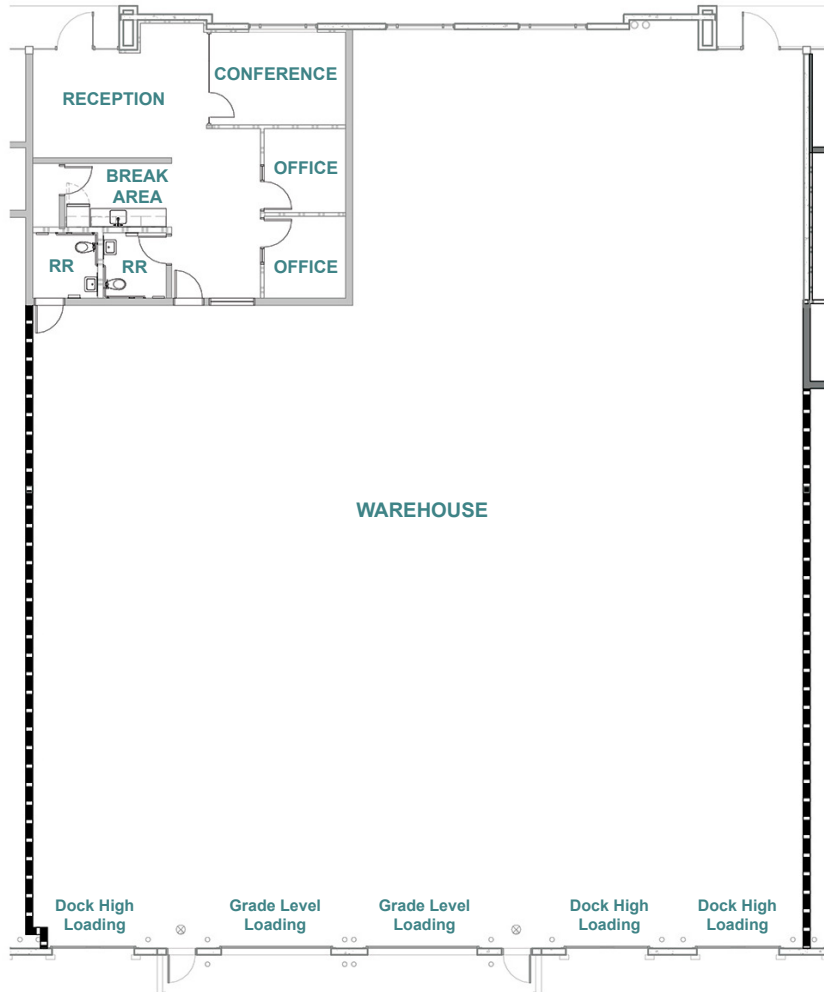 CONFERENCE
RECEPTION
BREAK
AREA
OFFICE
RR
RR
OFFICE
WAREHOUSE
Dock High
Loading
Grade Level
Loading
Grade Level
Loading
Dock High
Loading
Dock High
Loading